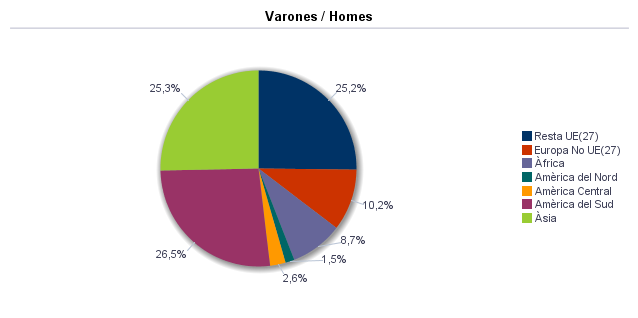 Varones / Homes
25,3%
25,2%
10,2%
8,7%
1,5%
2,6%
26,5%
Resta UE(27)
Europa No UE(27)
Àfrica
Amèrica del Nord
Amèrica Central
Amèrica del Sud
Àsia